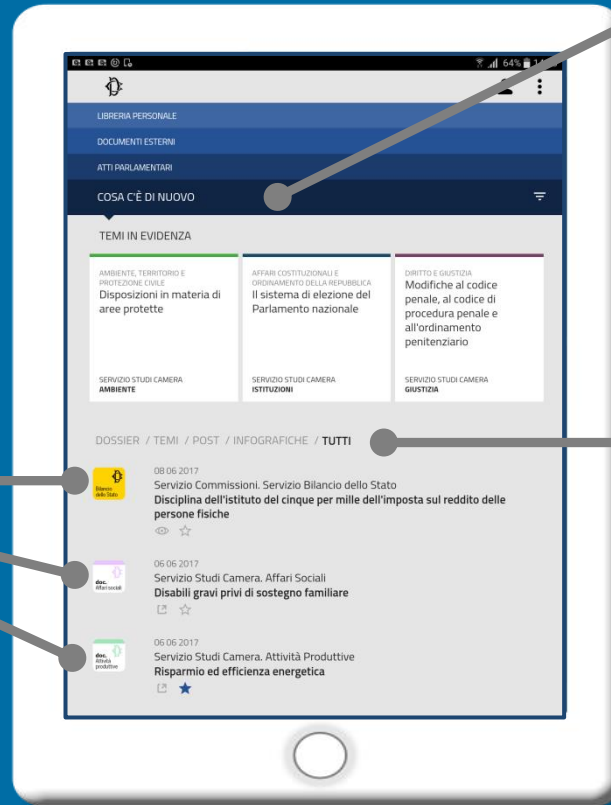 64%
LIBRERIA PERSONALE
DOCUMENTI ESTERNI
ATTI PARLAMENTARI
COSA C'È DI NUOVO
TEMI IN EVIDENZA
AMBIENTE, TERRITORIO E
PROTEZIONE CIVILE
Disposizioni in materia di
aree protette
SERVIZIO STUDI CAMERA
AMBIENTE
AFFARI COSTITUZIONALI E
ORDINAMENTO DELLA REPUBBLICA
Il sistema di elezione del
Parlamento nazionale
SERVIZIO STUDI CAMERA
ISTITUZIONI
DIRITTO E GIUSTIZIA
Modifiche al codice
penale, al codice di
procedura penale e
all'ordinamento
penitenziario
SERVIZIO STUDI CAMERA
GIUSTIZIA
DOSSIER / TEMI / POST / INFOGRAFICHE / TUTTI
Bilancio
dello Stato
08 06 2017
Servizio Commissioni. Servizio Bilancio dello Stato
Disciplina dell'istituto del cinque per mille dell'imposta sul reddito delle
persone fisiche
doc.
Affari sociali
06 06 2017
Servizio Studi Camera. Affari Sociali
Disabili gravi privi di sostegno familiare
doc.
Attività
produttive
06 06 2017
Servizio Studi Camera. Attività Produttive
Risparmio ed efficienza energetica